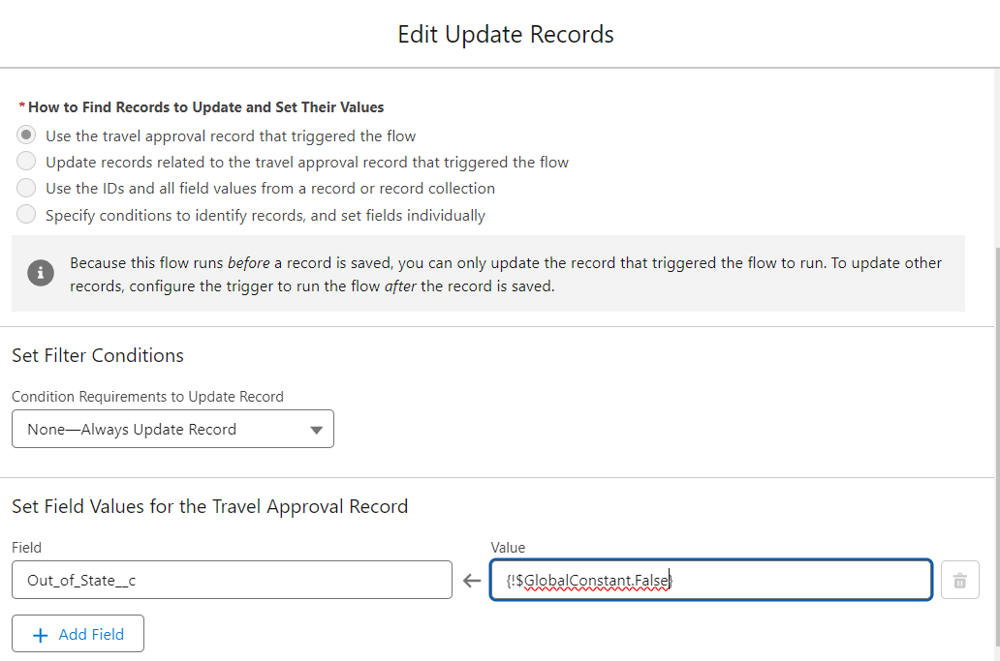 Edit Update Records
*How to Find Records to Update and Set Their Values
Use the travel approval record that triggered the flow
Update records related to the travel approval record that triggered the flow
Use the IDs and all field values from a record or record collection
Specify conditions to identify records, and set fields individually
Because this flow runs before a record is saved, you can only update the record that triggered the flow to run. To update other
records, configure the trigger to run the flow after the record is saved.
Set Filter Conditions
Condition Requirements to Update Record
None—Always Update Record
Set Field Values for the Travel Approval Record
Field
Value
Out_of_State__c
{!$GlobalConstant.False}
Add Field